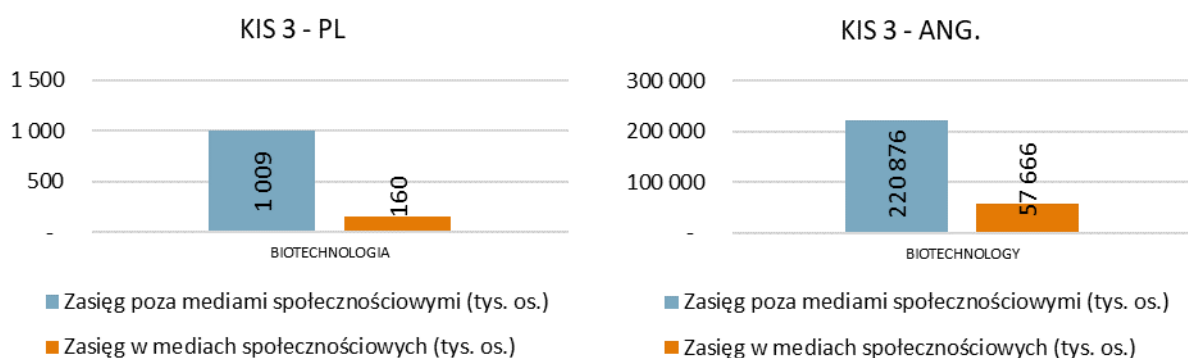 KIS 3 - PL
1 500
1 000
500
-
1 009
160
BIOTECHNOLOGIA
Zasięg poza mediami społecznościowymi (tys. os.)
Zasięg w mediach społecznościowych (tys. os.)
KIS 3 - ANG.
300 000
200 000
100 000
-
220 876
57 666
BIOTECHNOLOGY
Zasięg poza mediami społecznościowymi (tys. os.)
Zasięg w mediach społecznościowych (tys. os.)